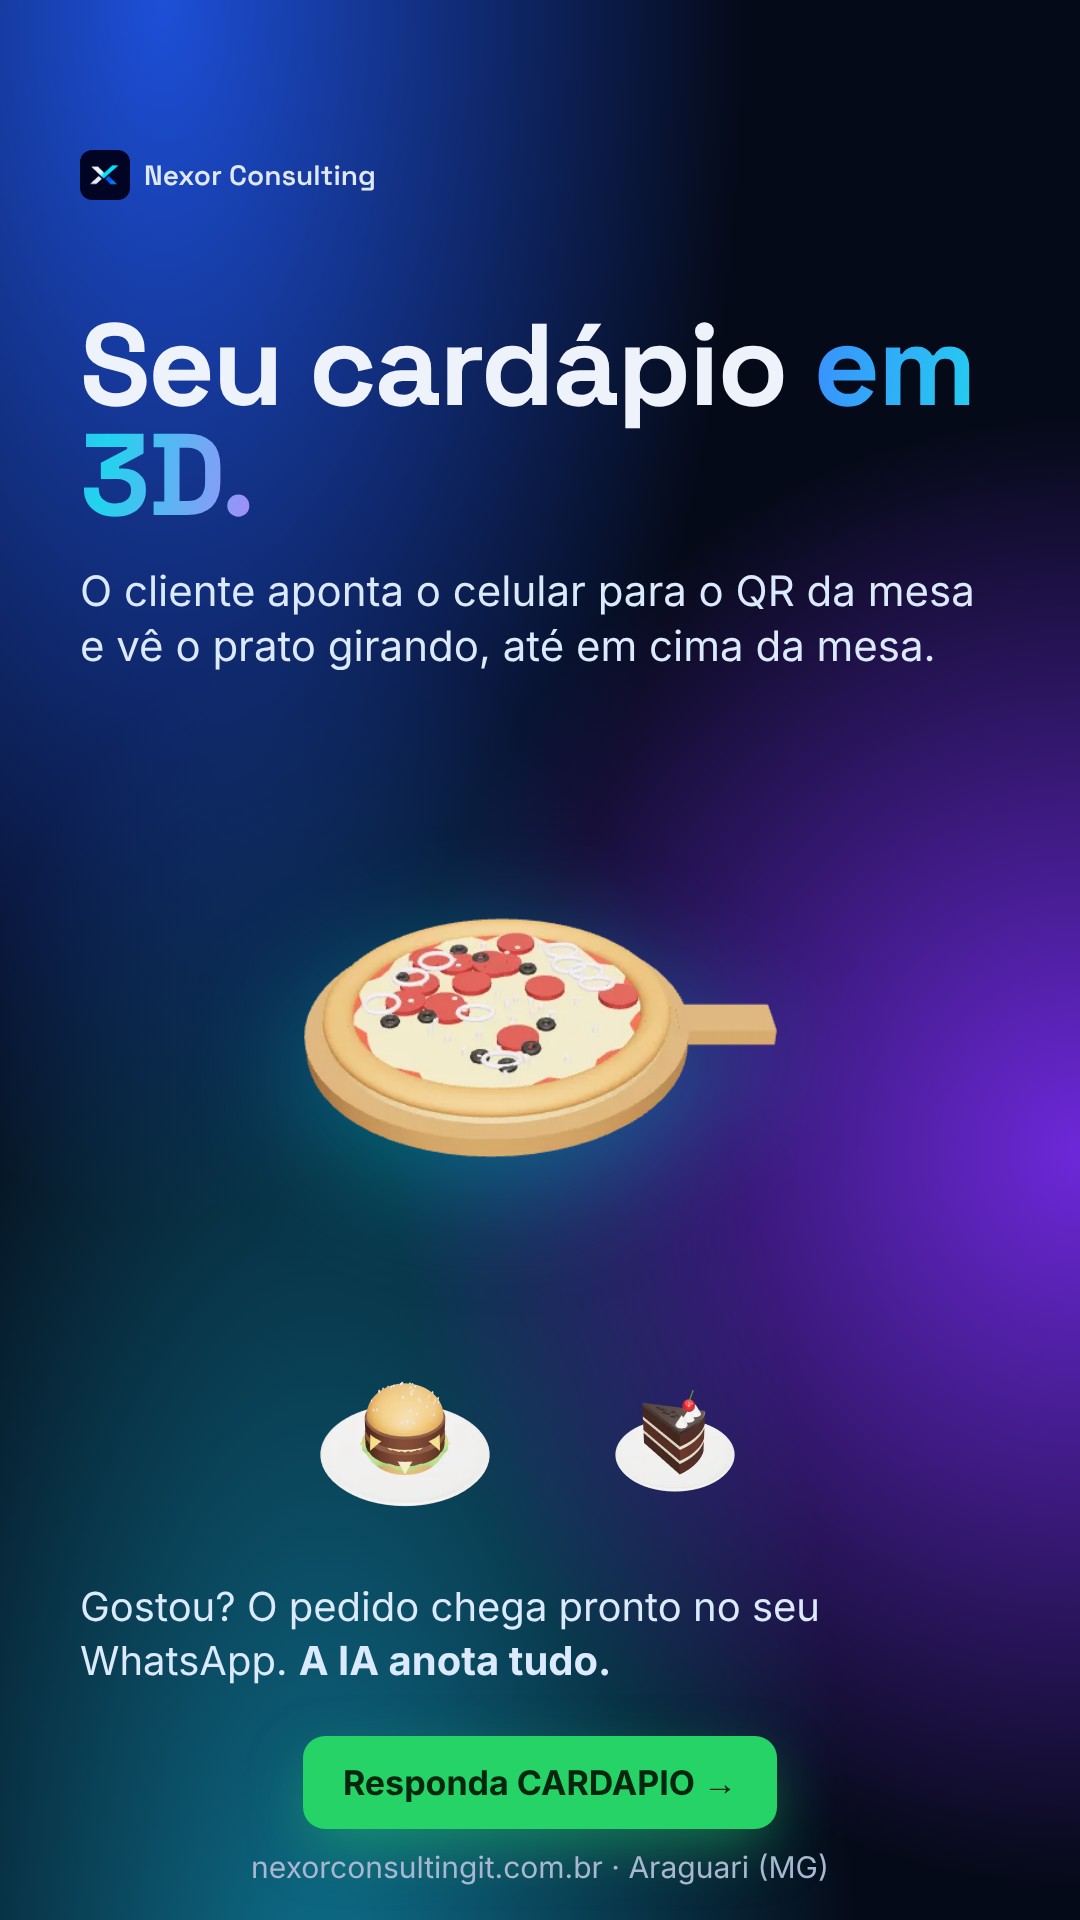 Nexor Consulting
Seu cardápio em
3D.
O cliente aponta o celular para o QR da mesa
e vê o prato girando, até em cima da mesa.
Gostou? O pedido chega pronto no seu
WhatsApp. A IA anota tudo.
Responda CARDAPIO →
nexorconsultingit.com.br · Araguari (MG)